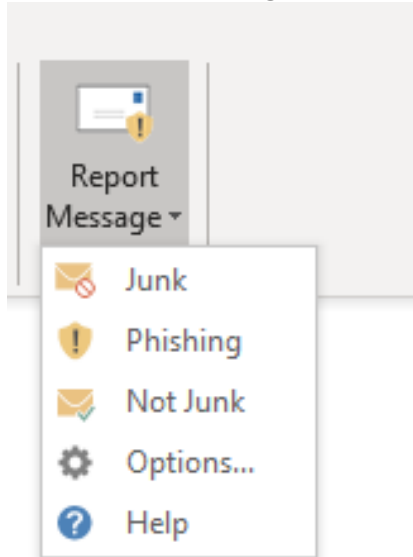 Report
Message
Junk
Phishing
Not Junk
Options...
Help